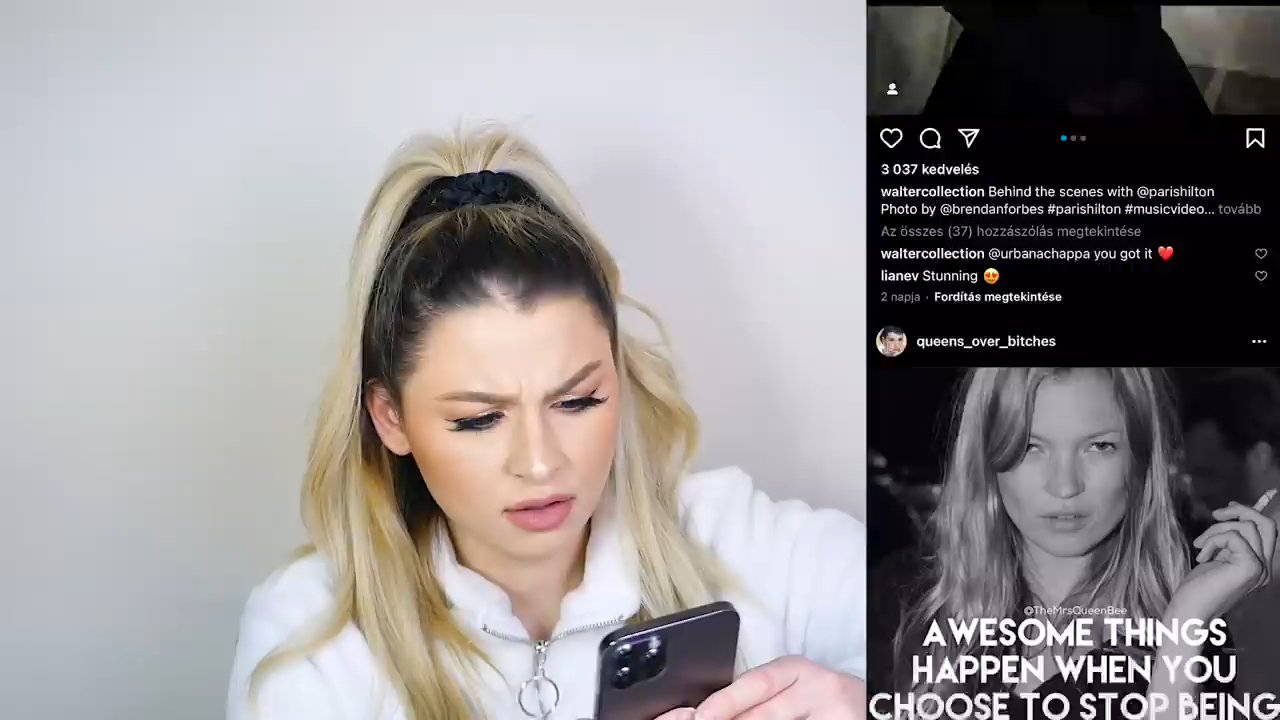 3 037 kedvelés
waltercollection Behind the scenes with @parishilton
Photo by @brendanforbes #parishilton #musicvideo... tovább
Az összes (37) hozzászólás megtekintése
waltercollection @urbanachappa you got it ❤️
lianev Stunning 😍
2 napja · Fordítás megtekintése
queens_over_bitches
@TheMrsQueenBee
AWESOME THINGS
HAPPEN WHEN YOU
CHOOSE TO STOP BEING